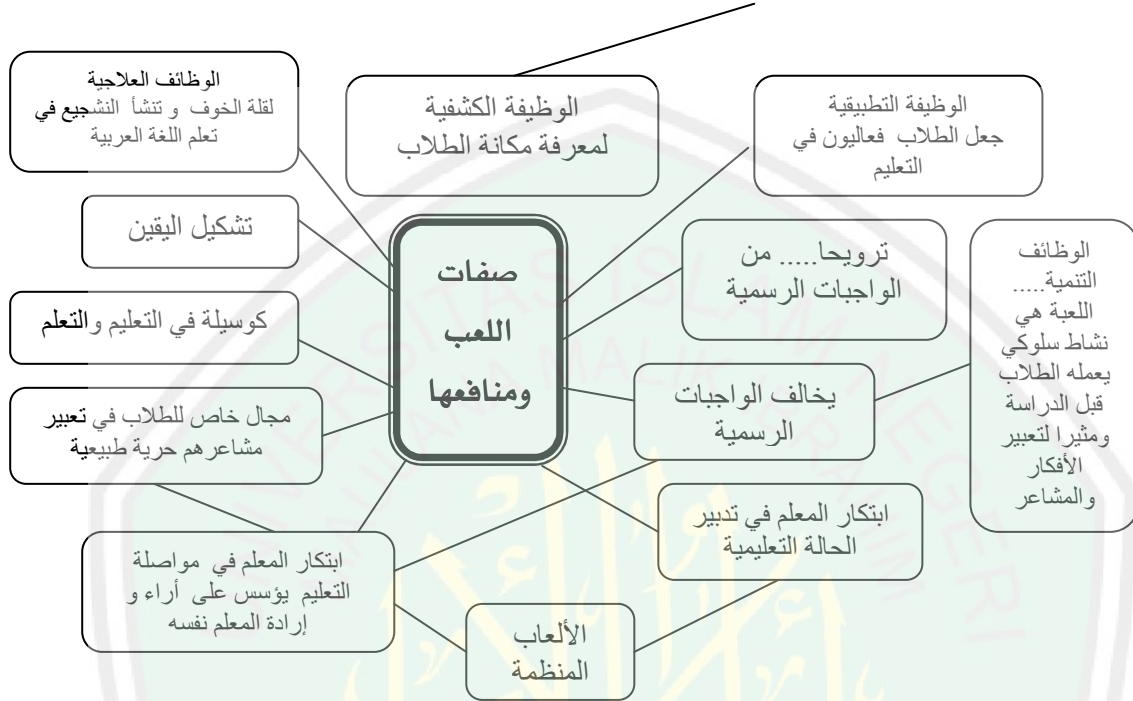 الوظيفة التطبيقية
جعل الطلاب فعاليون في
التعليم
الوظيفة الكشفية
لمعرفة مكانة الطلاب
الوظائف العلاجية
لقلة الخوف و تنشأ النشجيع في
تعلم اللغة العربية
تشكيل اليقين
كوسيلة في التعليم والتعلم
مجال خاص للطلاب في تعبير
مشاعرهم حرية طبيعية
صفات
اللعب
ومنافعها
ترويحا..... من
الواجبات الرسمية
الوظائف
التنمية.....
اللعبة هي
نشاط سلوكي
يعمله الطلاب
قبل الدراسة
ومثيرا لتعبير
الأفكار
والمشاعر
يخالف الواجبات
الرسمية
ابتكار المعلم في تدبير
الحالة التعليمية
ابتكار المعلم في مواصلة
التعليم يؤسس على أراء و
إرادة المعلم نفسه
الألعاب
المنظمة